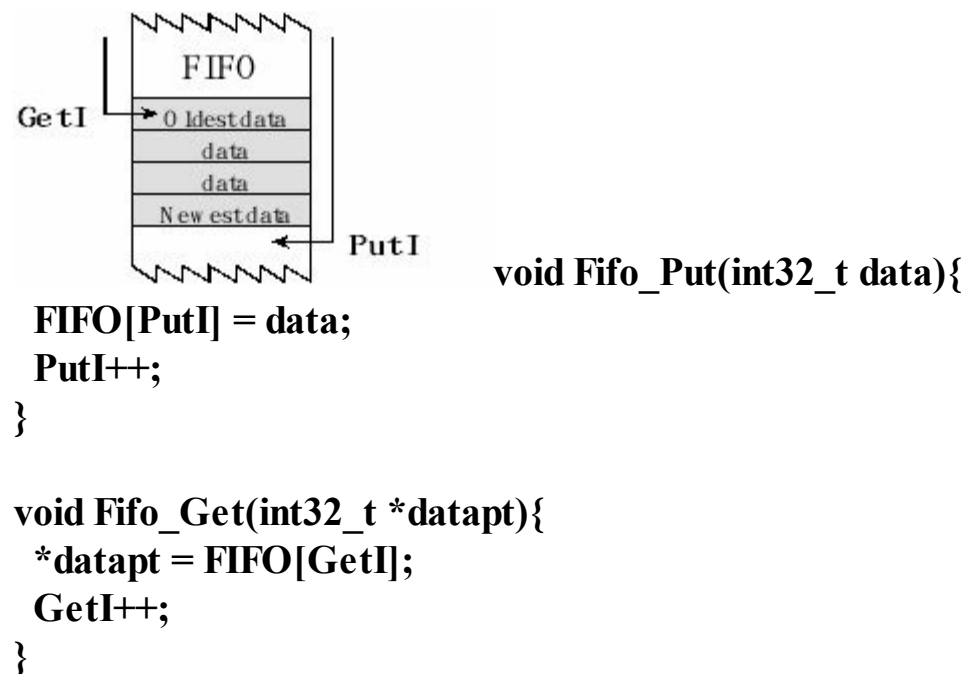 FIFO
GetI
Oldestdata
data
data
Newestdata
PutI
void Fifo_Put(int32_t data){
FIFO[PutI] = data;
PutI++;
}
void Fifo_Get(int32_t *datapt){
*datapt = FIFO[GetI];
GetI++;
}